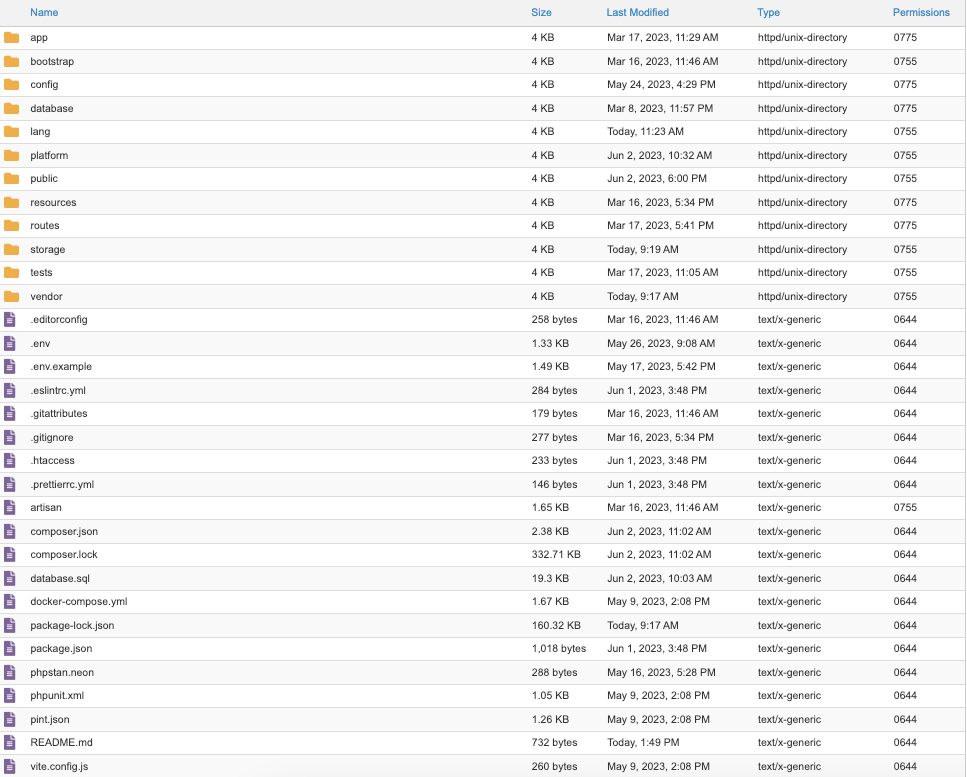 Name Size Last Modified Type Permissions
app 4 KB Mar 17, 2023, 11:29 AM httpd/unix-directory 0775
bootstrap 4 KB Mar 16, 2023, 11:46 AM httpd/unix-directory 0755
config 4 KB May 24, 2023, 4:29 PM httpd/unix-directory 0775
database 4 KB Mar 8, 2023, 11:57 PM httpd/unix-directory 0775
lang 4 KB Today, 11:23 AM httpd/unix-directory 0755
platform 4 KB Jun 2, 2023, 10:32 AM httpd/unix-directory 0755
public 4 KB Jun 2, 2023, 6:00 PM httpd/unix-directory 0755
resources 4 KB Mar 16, 2023, 5:34 PM httpd/unix-directory 0775
routes 4 KB Mar 17, 2023, 5:41 PM httpd/unix-directory 0775
storage 4 KB Today, 9:19 AM httpd/unix-directory 0755
tests 4 KB Mar 17, 2023, 11:05 AM httpd/unix-directory 0755
vendor 4 KB Today, 9:17 AM httpd/unix-directory 0755
.editorconfig 258 bytes Mar 16, 2023, 11:46 AM text/x-generic 0644
.env 1.33 KB May 26, 2023, 9:08 AM text/x-generic 0644
.env.example 1.49 KB May 17, 2023, 5:42 PM text/x-generic 0644
.eslintrc.yml 284 bytes Jun 1, 2023, 3:48 PM text/x-generic 0644
.gitattributes 179 bytes Mar 16, 2023, 11:46 AM text/x-generic 0644
.gitignore 277 bytes Mar 16, 2023, 5:34 PM text/x-generic 0644
.htaccess 233 bytes Jun 1, 2023, 3:48 PM text/x-generic 0644
.prettierrc.yml 146 bytes Jun 1, 2023, 3:48 PM text/x-generic 0644
artisan 1.65 KB Mar 16, 2023, 11:46 AM text/x-generic 0755
composer.json 2.38 KB Jun 2, 2023, 11:02 AM text/x-generic 0644
composer.lock 332.71 KB Jun 2, 2023, 11:02 AM text/x-generic 0644
database.sql 19.3 KB Jun 2, 2023, 10:03 AM text/x-generic 0644
docker-compose.yml 1.67 KB May 9, 2023, 2:08 PM text/x-generic 0644
package-lock.json 160.32 KB Today, 9:17 AM text/x-generic 0644
package.json 1,018 bytes Jun 1, 2023, 3:48 PM text/x-generic 0644
phpstan.neon 288 bytes May 16, 2023, 5:28 PM text/x-generic 0644
phpunit.xml 1.05 KB May 9, 2023, 2:08 PM text/x-generic 0644
pint.json 1.26 KB May 9, 2023, 2:08 PM text/x-generic 0644
README.md 732 bytes Today, 1:49 PM text/x-generic 0644
vite.config.js 260 bytes May 9, 2023, 2:08 PM text/x-generic 0644